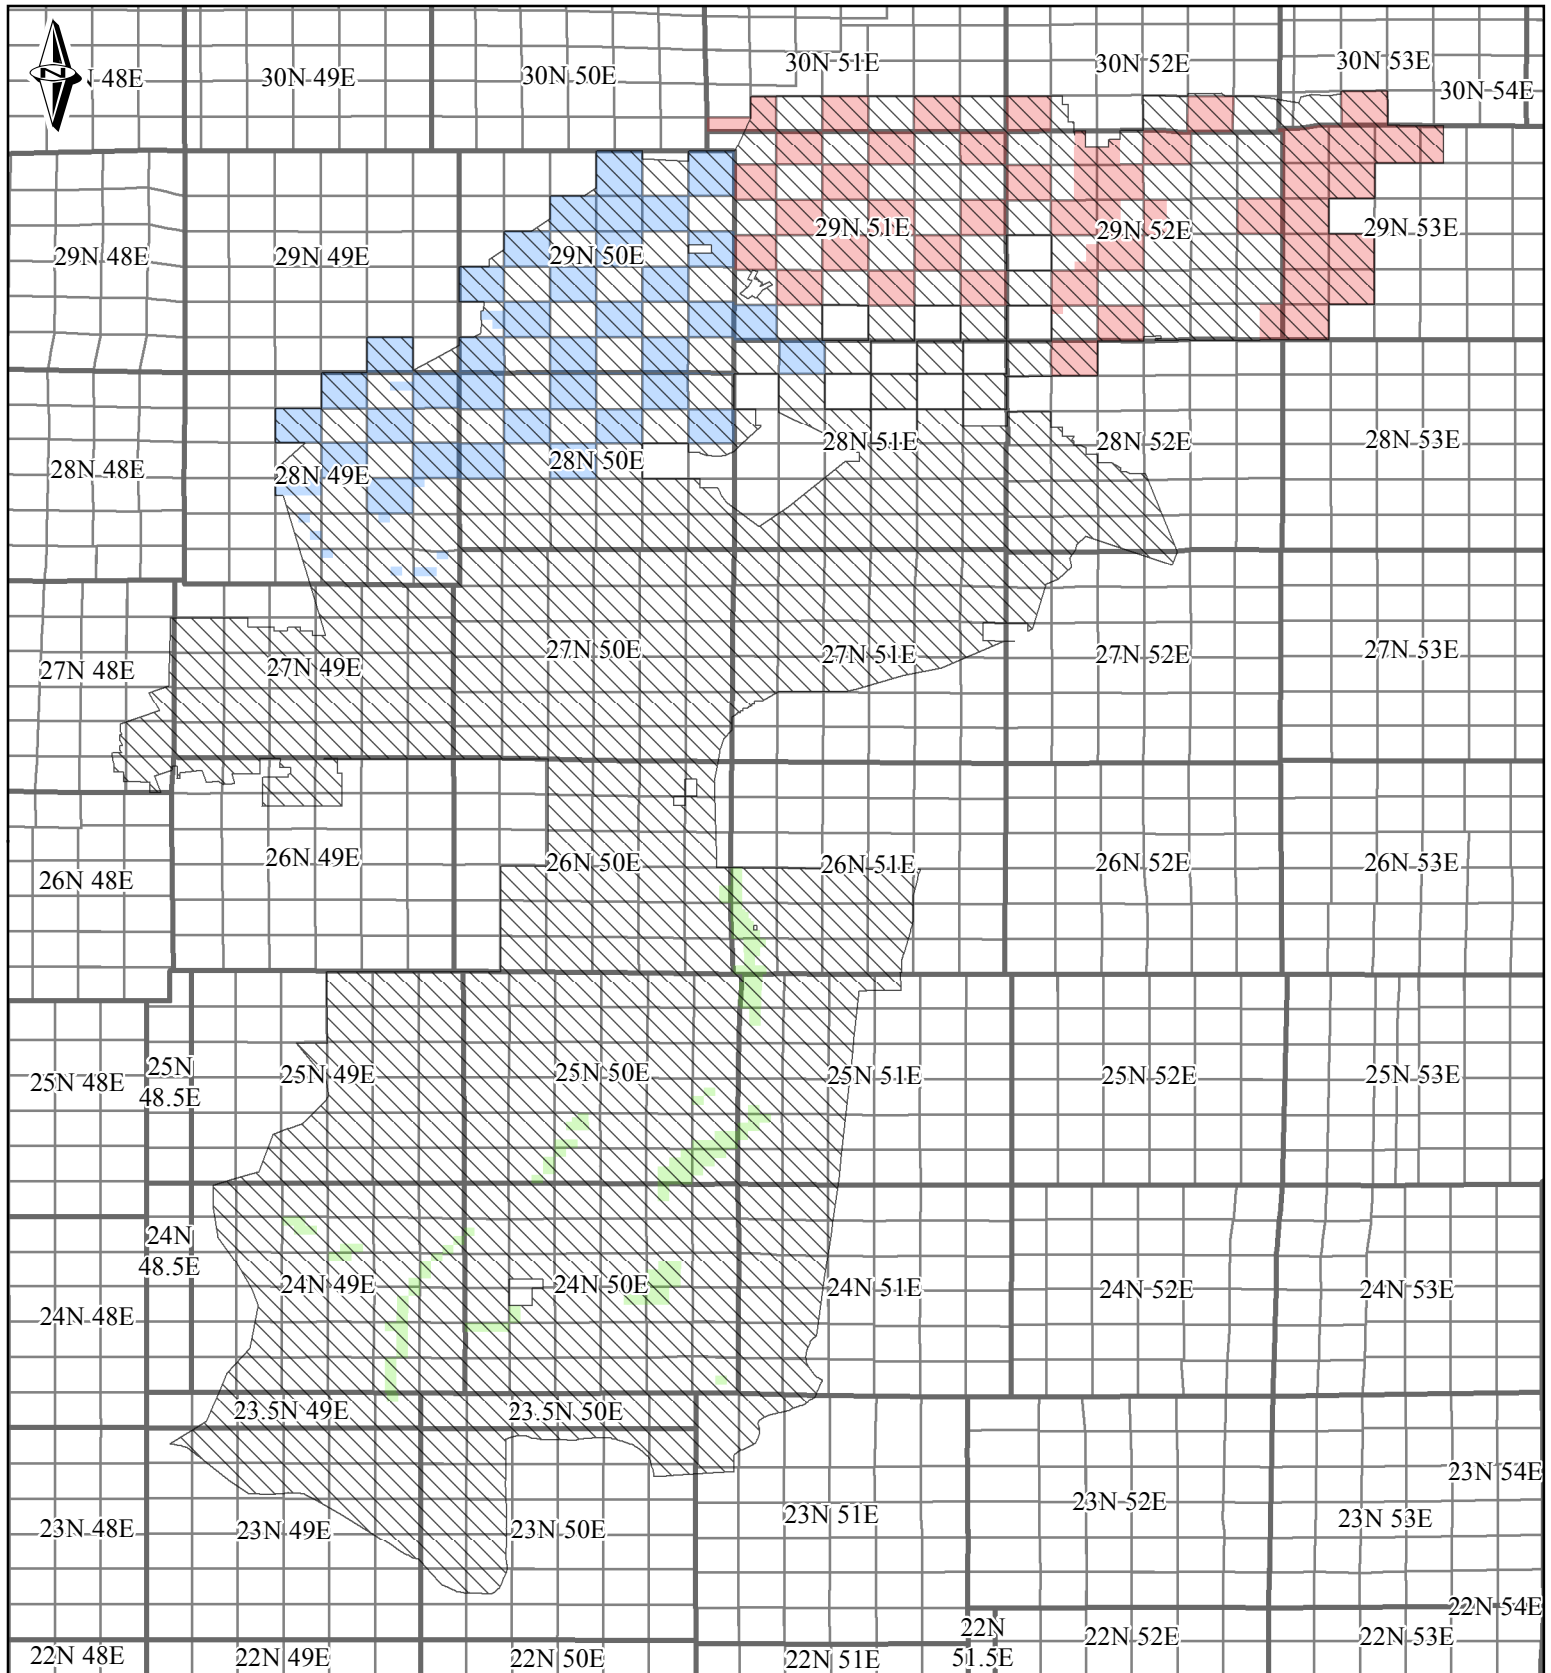 N
N 48E
30N 49E
30N 50E
30N 51E
30N 52E
30N 53E
30N 54E
29N 48E
29N 49E
29N 50E
29N 51E
29N 52E
29N 53E
28N 48E
28N 49E
28N 50E
28N 51E
28N 52E
28N 53E
27N 48E
27N 49E
27N 50E
27N 51E
27N 52E
27N 53E
26N 48E
26N 49E
26N 50E
26N 51E
26N 52E
26N 53E
25N 48E
25N
48.5E
25N 49E
25N 50E
25N 51E
25N 52E
25N 53E
24N 48E
24N
48.5E
24N 49E
24N 50E
24N 51E
24N 52E
24N 53E
23.5N 49E
23.5N 50E
23N 48E
23N 49E
23N 50E
23N 51E
23N 52E
23N 53E
23N 54E
22N 48E
22N 49E
22N 50E
22N 51E
22N
51.5E
22N 52E
22N 53E
22N 54E